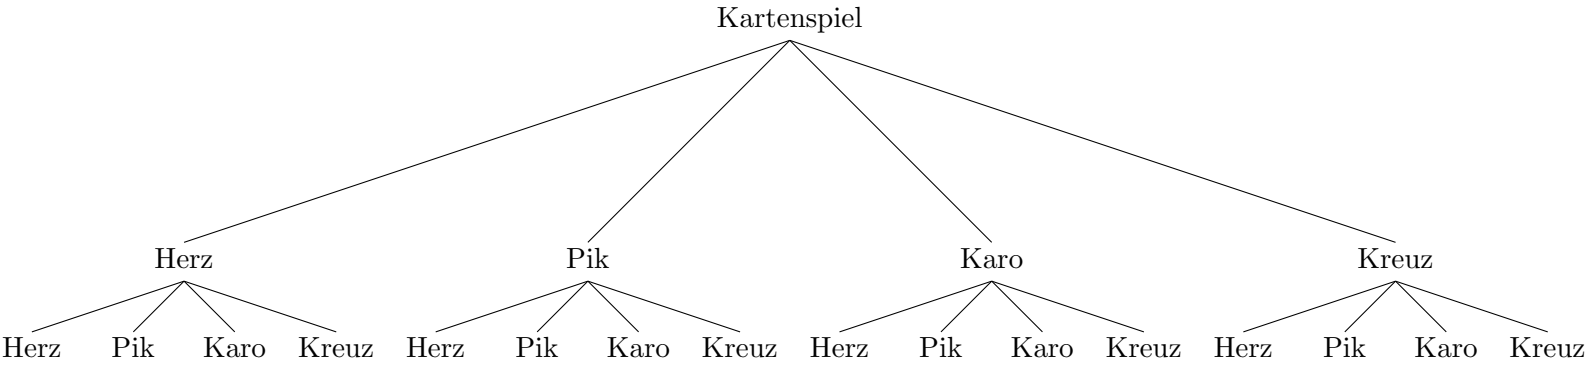 Kartenspiel
Herz Pik Karo Kreuz
Herz Pik Karo Kreuz Herz Pik Karo Kreuz Herz Pik Karo Kreuz Herz Pik Karo Kreuz